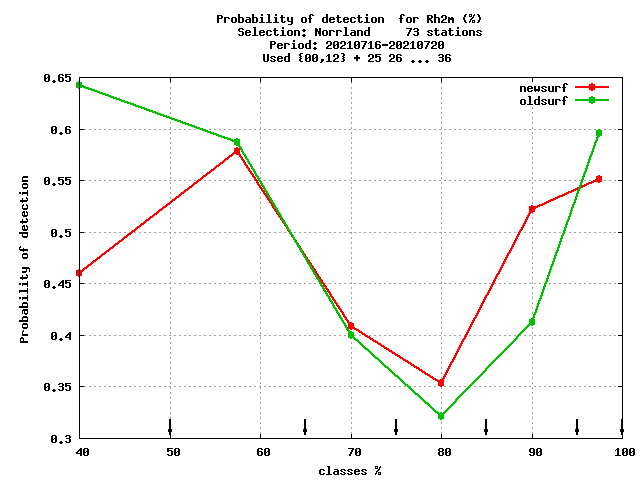 Probability of detection  for Rh2m (%)
Selection: Norrland     73 stations
Period: 20210716-20210720
Used {00,12} + 25 26 ... 36
newsurf
oldsurf
Probability of detection
0.65
0.6
0.55
0.5
0.45
0.4
0.35
0.3
40 50 60 70 80 90 100
classes %